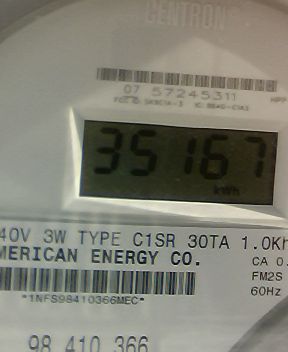 CENTRON
07 57245311
35167
kWh
40V 3W TYPE C1SR 30TA 1.0Kh
MERICAN ENERGY CO.
CA 0.
FM2S
*1NFS98410366MEC*
60Hz
98 410 366